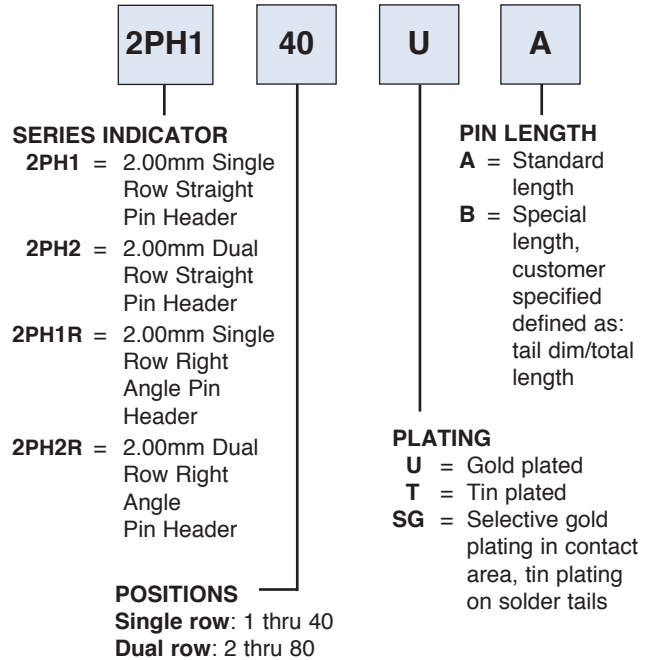 2PH1 40 U A
SERIES INDICATOR
2PH1 = 2.00mm Single
Row Straight
Pin Header
2PH2 = 2.00mm Dual
Row Straight
Pin Header
2PH1R = 2.00mm Single
Row Right
Angle Pin
Header
2PH2R = 2.00mm Dual
Row Right
Angle
Pin Header
POSITIONS
Single row: 1 thru 40
Dual row: 2 thru 80
PLATING
U = Gold plated
T = Tin plated
SG = Selective gold
plating in contact
area, tin plating
on solder tails
PIN LENGTH
A = Standard
length
B = Special
length,
customer
specified
defined as:
tail dim/total
length